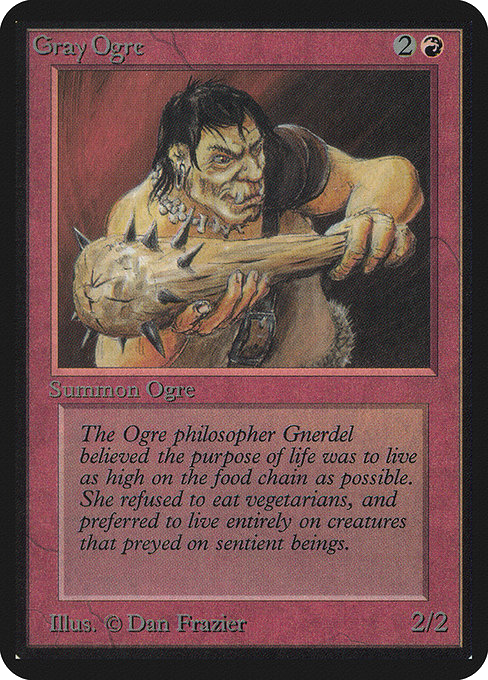 Gray Ogre 2
Summon Ogre
The Ogre philosopher Gnerdel
believed the purpose of life was to live
as high on the food chain as possible.
She refused to eat vegetarians, and
preferred to live entirely on creatures
that preyed on sentient beings.
Illus. © Dan Frazier 2/2